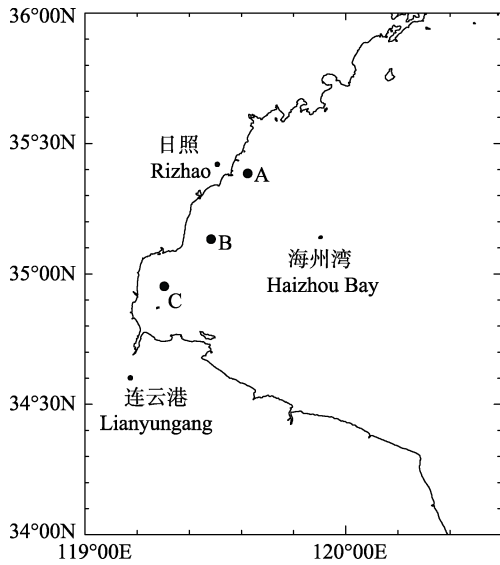 36°00N
35°30N
日照
Rizhao
A
B
海州湾
Haizhou Bay
35°00N
C
连云港
Lianyungang
34°30N
34°00N
119°00E
120°00E